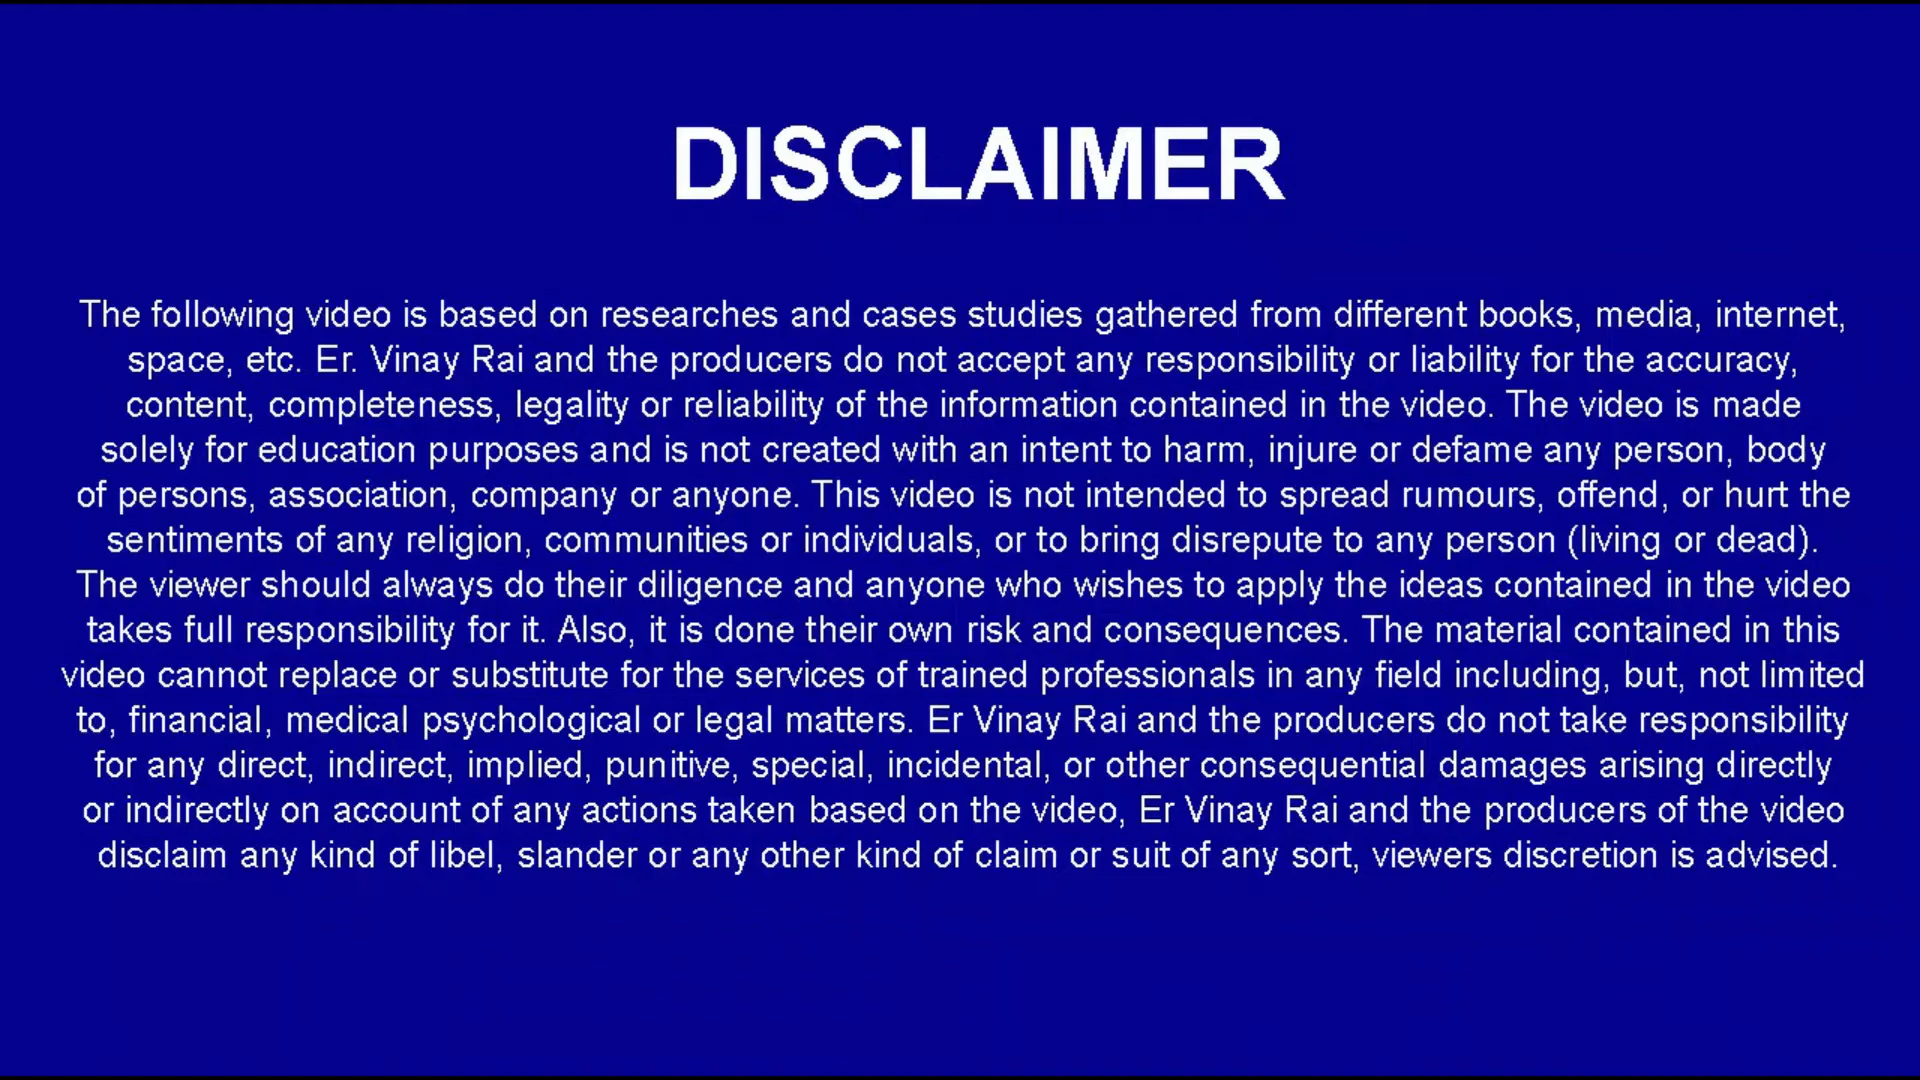 DISCLAIMER
The following video is based on researches and cases studies gathered from different books, media, internet,
space, etc. Er. Vinay Rai and the producers do not accept any responsibility or liability for the accuracy,
content, completeness, legality or reliability of the information contained in the video. The video is made
solely for education purposes and is not created with an intent to harm, injure or defame any person, body
of persons, association, company or anyone. This video is not intended to spread rumours, offend, or hurt the
sentiments of any religion, communities or individuals, or to bring disrepute to any person (living or dead).
The viewer should always do their diligence and anyone who wishes to apply the ideas contained in the video
takes full responsibility for it. Also, it is done their own risk and consequences. The material contained in this
video cannot replace or substitute for the services of trained professionals in any field including, but, not limited
to, financial, medical psychological or legal matters. Er Vinay Rai and the producers do not take responsibility
for any direct, indirect, implied, punitive, special, incidental, or other consequential damages arising directly
or indirectly on account of any actions taken based on the video, Er Vinay Rai and the producers of the video
disclaim any kind of libel, slander or any other kind of claim or suit of any sort, viewers discretion is advised.